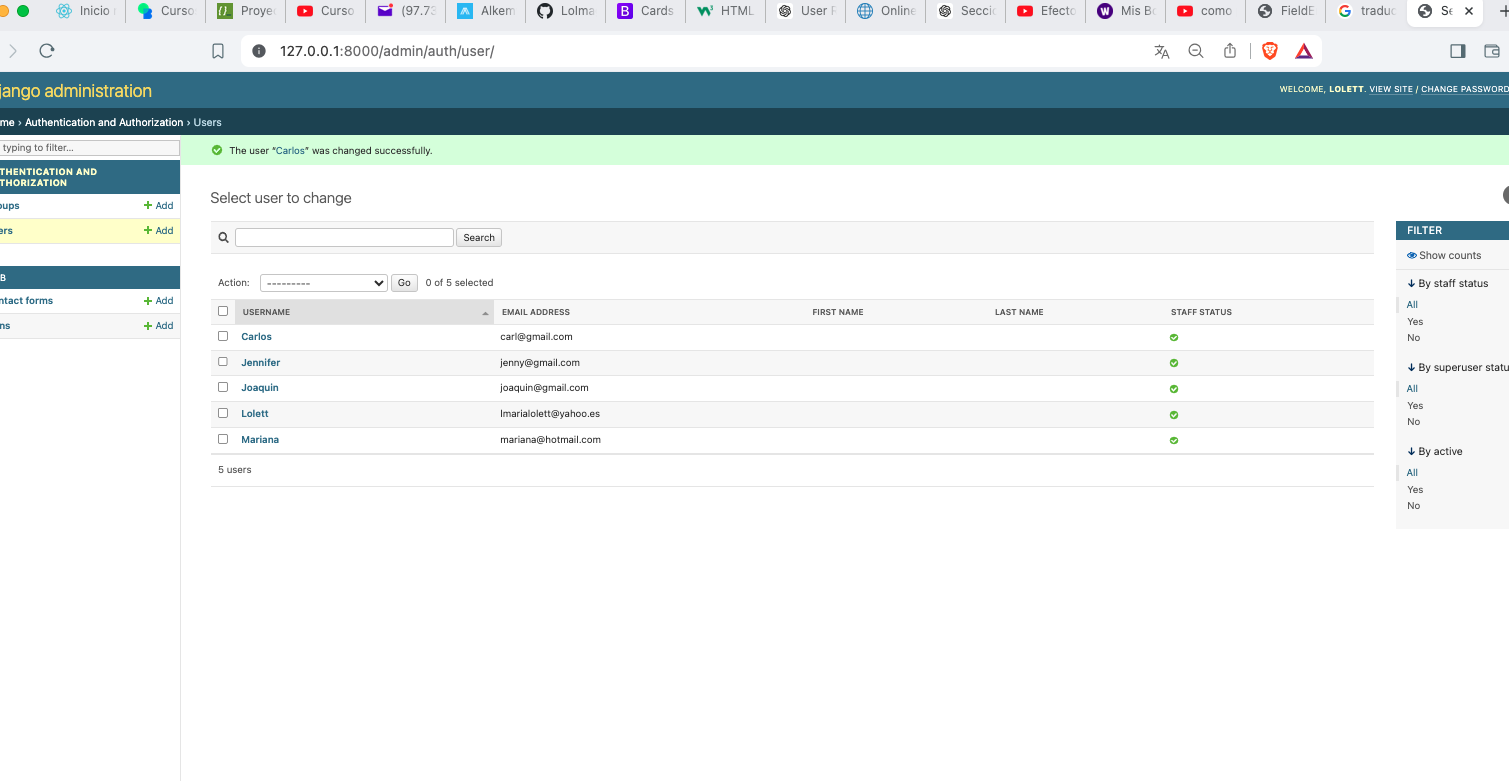 Inicio
Curso
Proye
Curso
(97.73
Alkem
Lolma
B Cards
HTML
User
Online
Secci
Efecto
Mis
como
FieldE
traduc
127.0.0.1:8000/admin/auth/user/
jango administration
WELCOME, LOLETT. VIEW SITE / CHANGE PASSWORD
me › Authentication and Authorization › Users
typing to filter...
The user “Carlos” was changed successfully.
THENTICATION AND
THORIZATION
oups
Add
ers
Add
B
ntact forms
Add
ns
Add
Select user to change
Search
Action: --------- Go 0 of 5 selected
USERNAME EMAIL ADDRESS FIRST NAME LAST NAME STAFF STATUS
Carlos carl@gmail.com
Jennifer jenny@gmail.com
Joaquin joaquin@gmail.com
Lolett lmarialolett@yahoo.es
Mariana mariana@hotmail.com
5 users
FILTER
Show counts
By staff status
All
Yes
No
By superuser statu
All
Yes
No
By active
All
Yes
No